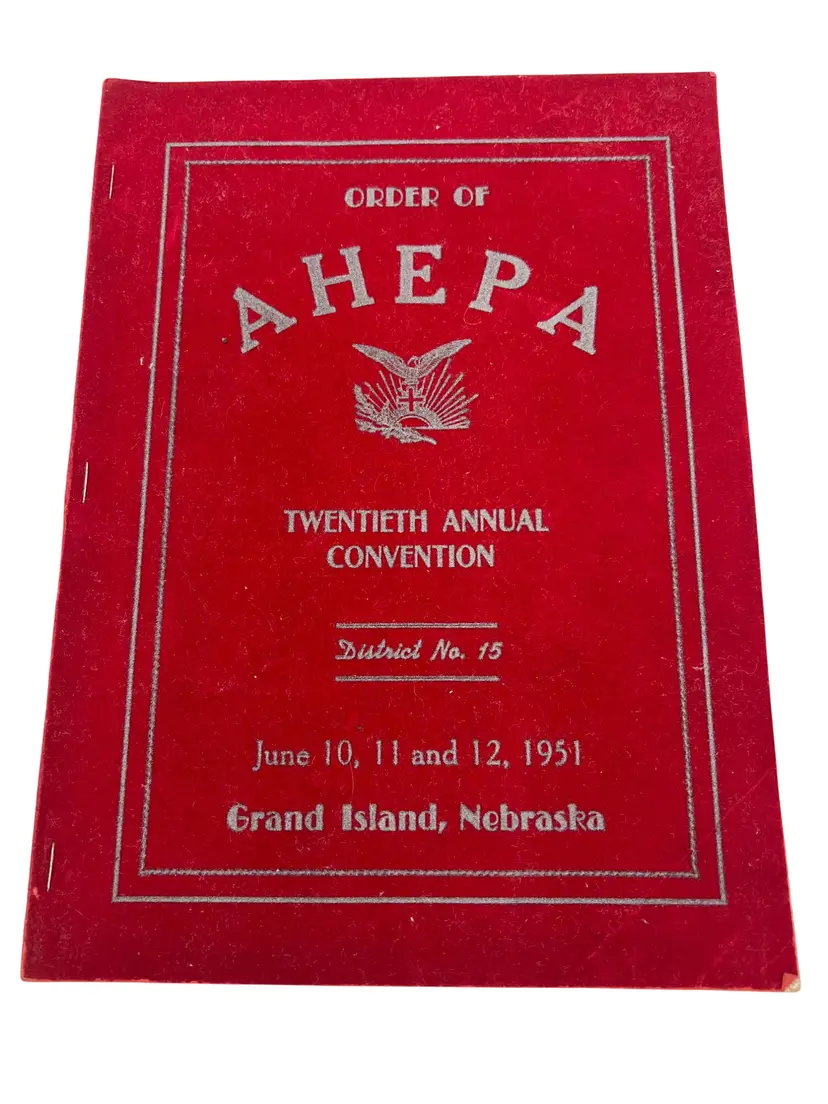 ORDER OF
AHEPA
TWENTIETH ANNUAL
CONVENTION
District No. 15
June 10, 11 and 12, 1951
Grand Island, Nebraska